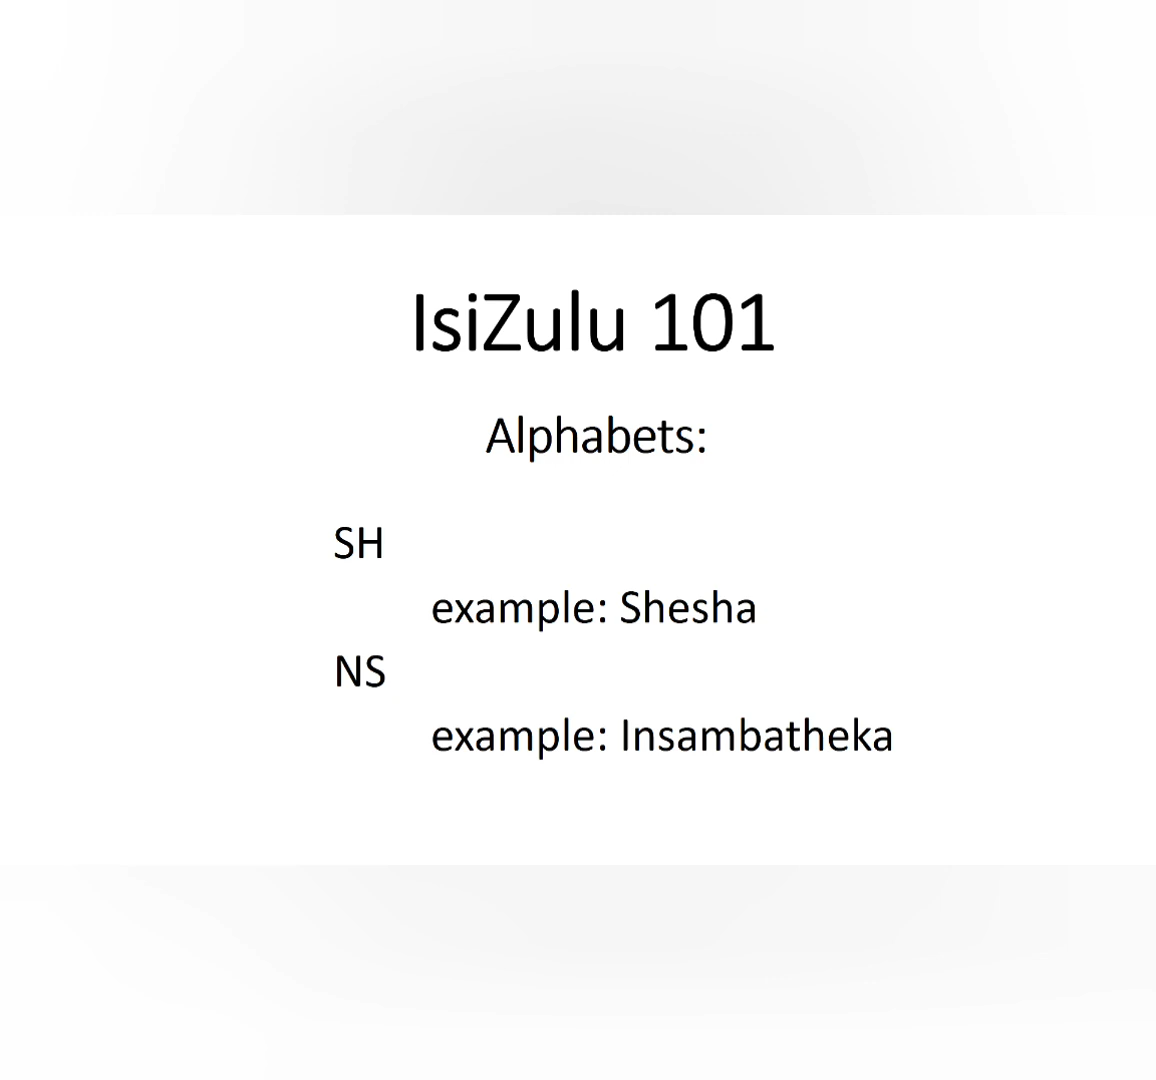 IsiZulu 101
Alphabets:
SH
example: Shesha
NS
example: Insambatheka